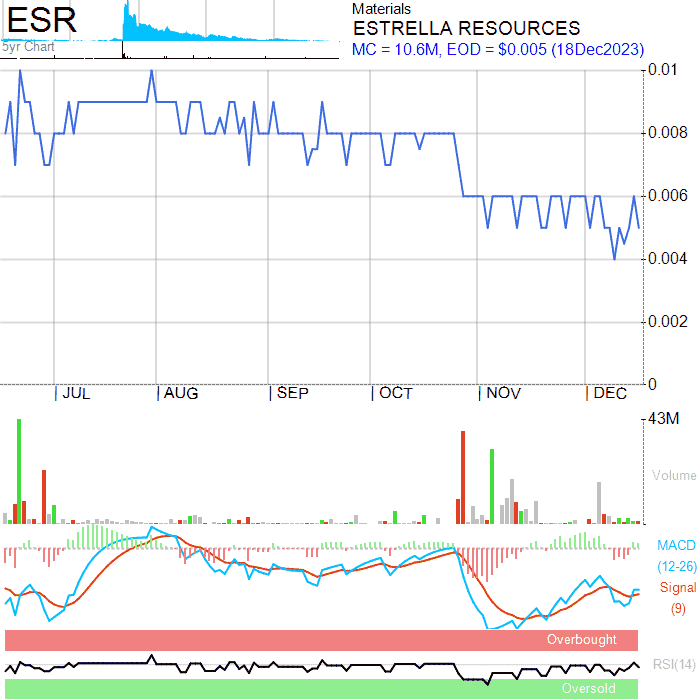 ESR
5yr Chart
Materials
ESTRELLA RESOURCES
MC = 10.6M, EOD = $0.005 (18Dec2023)
0.01
0.008
0.006
0.004
0.002
0
JUL AUG SEP OCT NOV DEC
43M
Volume
MACD
(12-26)
Signal
(9)
Overbought
RSI(14)
Oversold